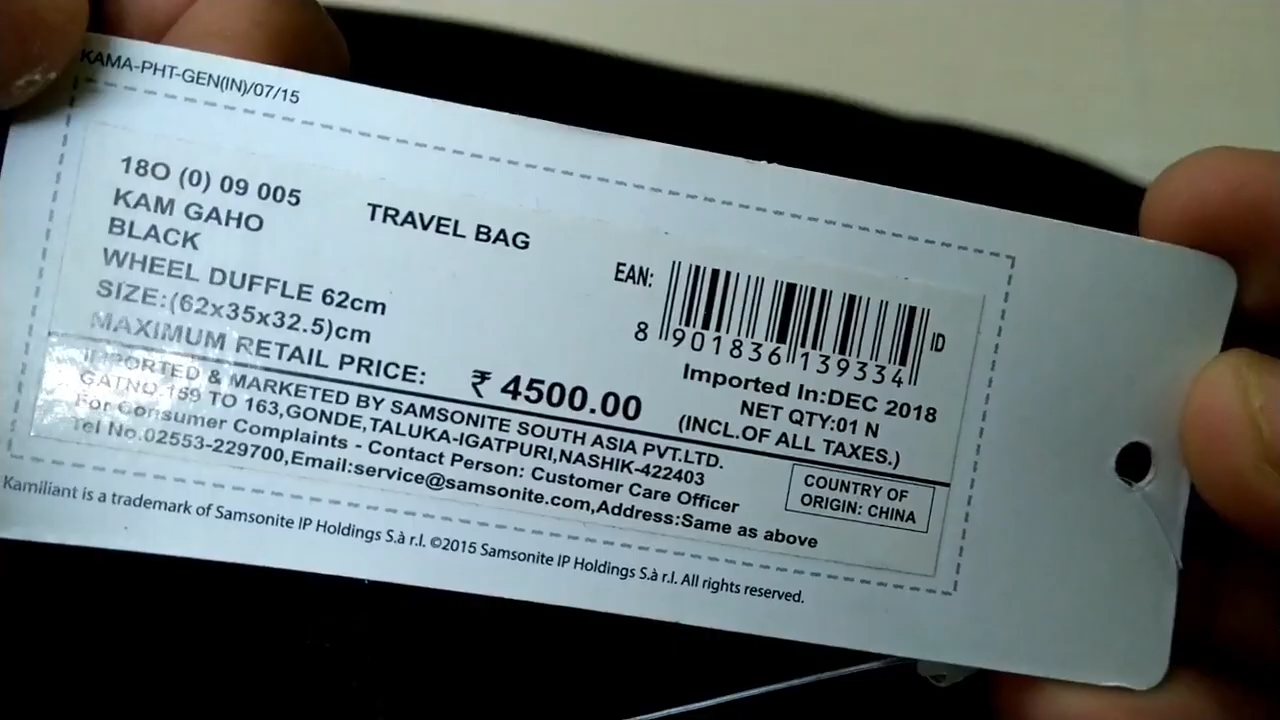 KAMA-PHT-GEN(IN)/07/15
18O (0) 09 005
KAM GAHO
BLACK
TRAVEL BAG
WHEEL DUFFLE 62cm
SIZE:(62x35x32.5)cm
MAXIMUM RETAIL PRICE: ₹ 4500.00
EAN:
8 901836 139334
ID
Imported In:DEC 2018
NET QTY:01 N
(INCL.OF ALL TAXES.)
IMPORTED & MARKETED BY SAMSONITE SOUTH ASIA PVT.LTD.
GATNO.159 TO 163,GONDE,TALUKA-IGATPURI,NASHIK-422403
For Consumer Complaints - Contact Person: Customer Care Officer
Tel No.02553-229700,Email:service@samsonite.com,Address:Same as above
COUNTRY OF
ORIGIN: CHINA
Kamiliant is a trademark of Samsonite IP Holdings S.à r.l. ©2015 Samsonite IP Holdings S.à r.l. All rights reserved.